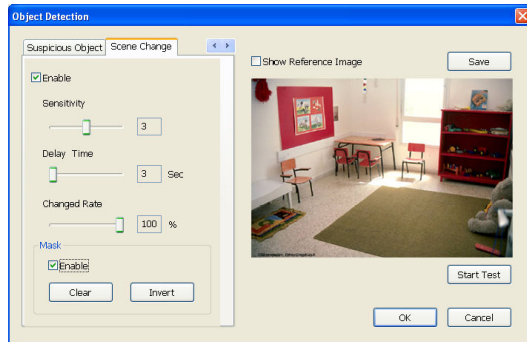 Object Detection
Suspicious Object
Scene Change
Enable
Show Reference Image
Save
Sensitivity
3
Delay Time
3 Sec
Changed Rate
100 %
Mask
Enable
Clear
Invert
Start Test
OK
Cancel